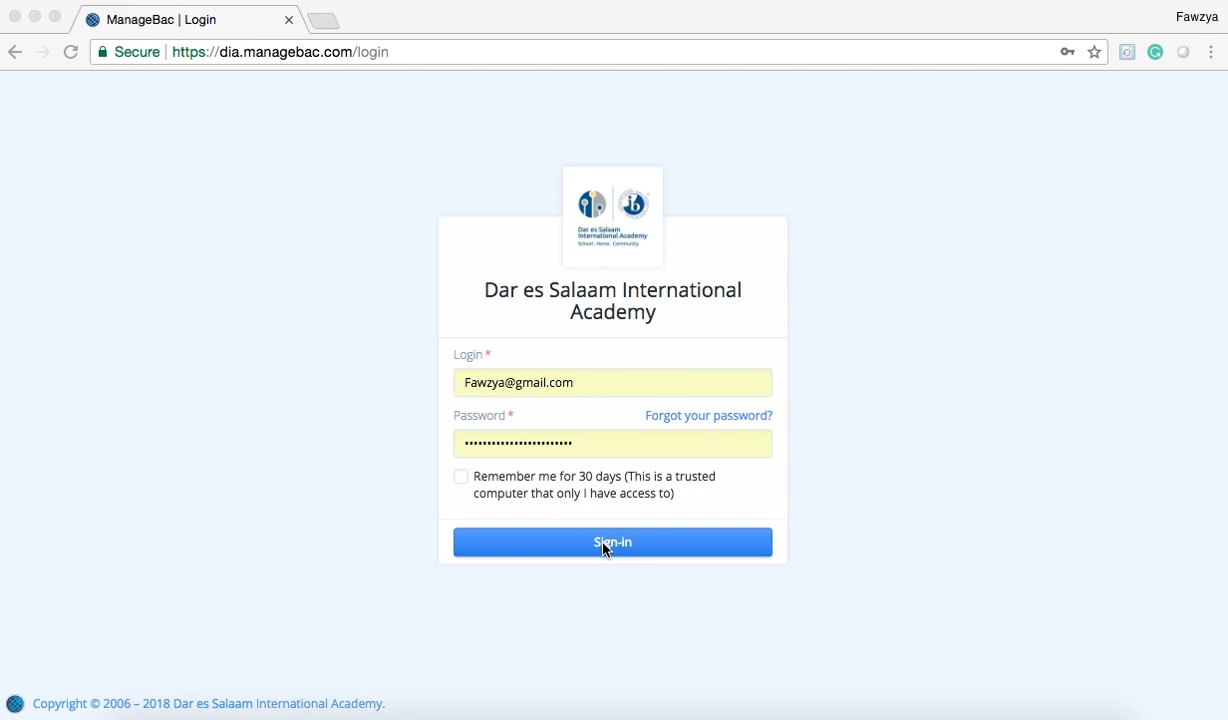 ManageBac | Login
Fawzya
Secure
https://dia.managebac.com/login
ib
Dar es Salaam
International Academy
School . Home . Community
Dar es Salaam International
Academy
Login*
Fawzya@gmail.com
Password*
Forgot your password?
••••••••••••••••••••••••
Remember me for 30 days (This is a trusted
computer that only I have access to)
Sign-in
Copyright © 2006 – 2018 Dar es Salaam International Academy.